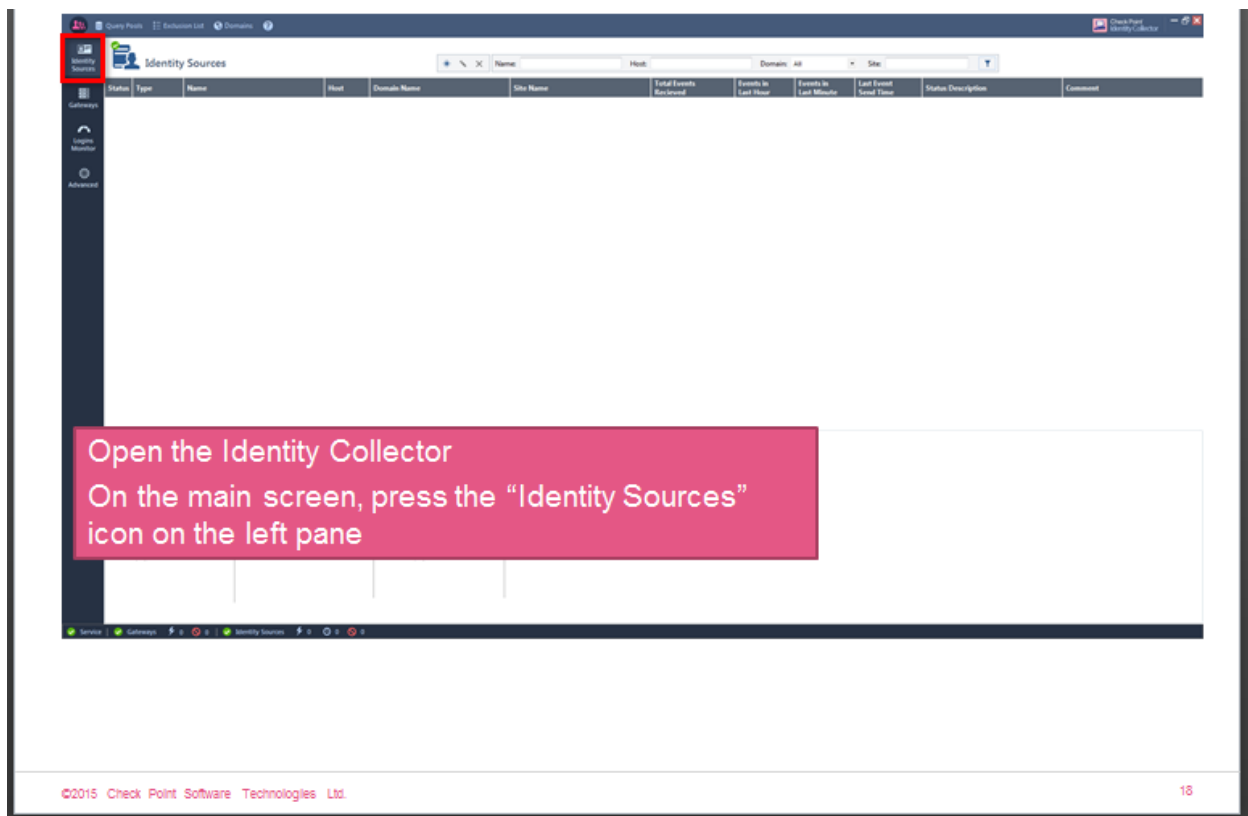 Query Pools Exclusion List Domains
Check Point
Identity Collector
Identity
Sources
Identity Sources
Name: Host: Domain: All Site:
Status Type Name Host Domain Name Site Name Total Events Recieved Events in Last Hour Events in Last Minute Last Event Send Time Status Description Comment
Gateways
Logins
Monitor
Advanced
Open the Identity Collector
On the main screen, press the “Identity Sources”
icon on the left pane
Service | Gateways 0 0 | Identity Sources 0 0 0
©2015 Check Point Software Technologies Ltd.
18